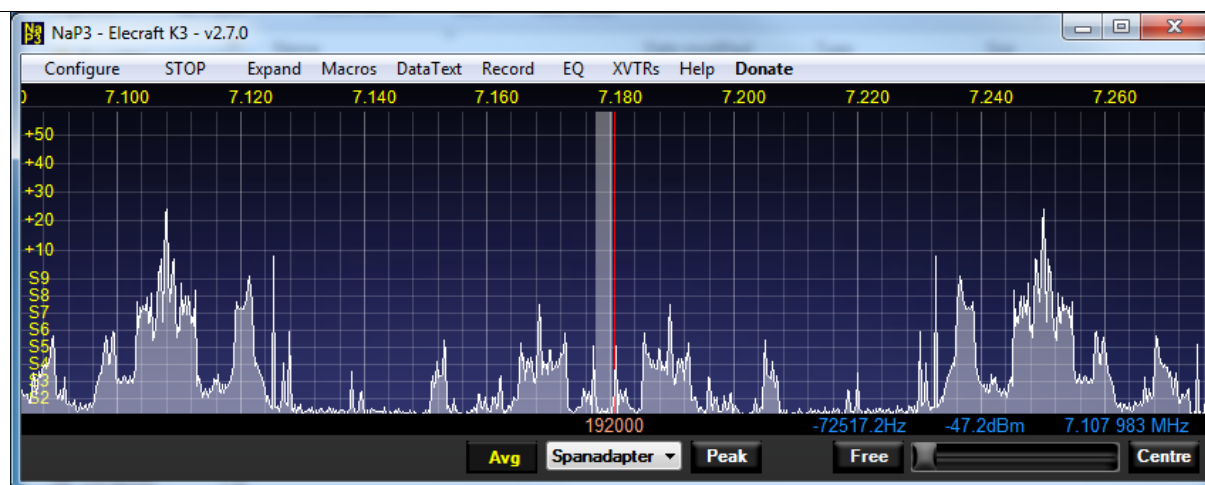 NaP3 - Elecraft K3 - v2.7.0
Configure STOP Expand Macros DataText Record EQ XVTRs Help Donate
7.100 7.120 7.140 7.160 7.180 7.200 7.220 7.240 7.260
+50
+40
+30
+20
+10
S9
S8
S7
S6
S5
S4
S3
S2
192000 -72517.2Hz -47.2dBm 7.107 983 MHz
Avg Spanadapter Peak Free Centre